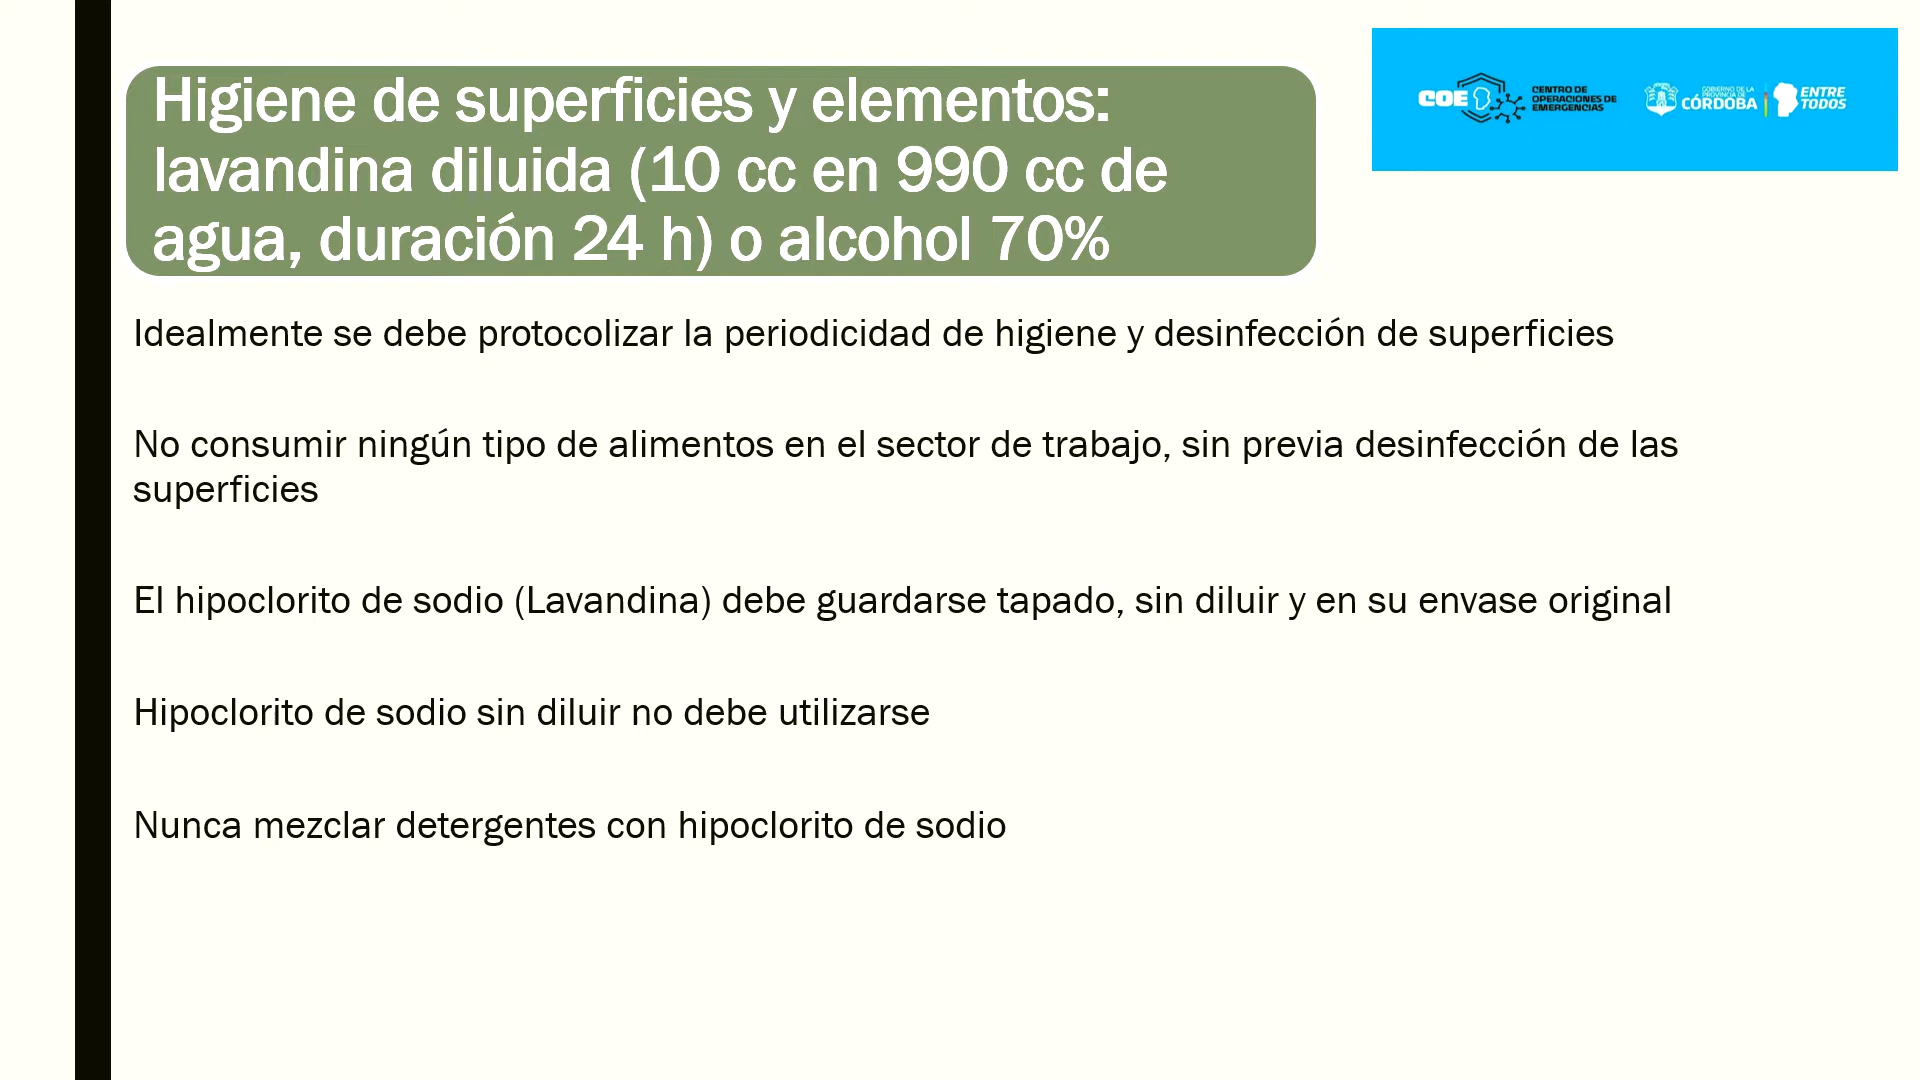 Higiene de superficies y elementos:
lavandina diluida (10 cc en 990 cc de
agua, duración 24 h) o alcohol 70%
COE
CENTRO DE
OPERACIONES DE
EMERGENCIAS
GOBIERNO DE LA
PROVINCIA DE
CÓRDOBA
ENTRE
TODOS
Idealmente se debe protocolizar la periodicidad de higiene y desinfección de superficies
No consumir ningún tipo de alimentos en el sector de trabajo, sin previa desinfección de las
superficies
El hipoclorito de sodio (Lavandina) debe guardarse tapado, sin diluir y en su envase original
Hipoclorito de sodio sin diluir no debe utilizarse
Nunca mezclar detergentes con hipoclorito de sodio